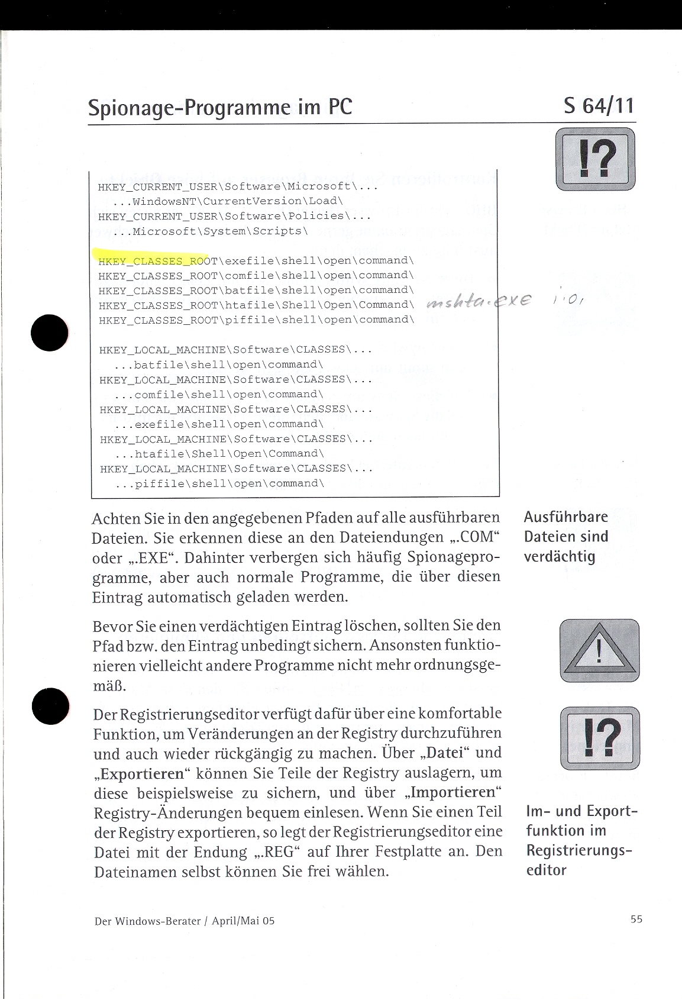 Spionage-Programme im PC S 64/11
!?
HKEY_CURRENT_USER\Software\Microsoft\...
...WindowsNT\CurrentVersion\Load\
HKEY_CURRENT_USER\Software\Policies\...
...Microsoft\System\Scripts\
HKEY_CLASSES_ROOT\exefile\shell\open\command\
HKEY_CLASSES_ROOT\comfile\shell\open\command\
HKEY_CLASSES_ROOT\batfile\shell\open\command\
HKEY_CLASSES_ROOT\htafile\Shell\Open\Command\ mshta.exe i.o.
HKEY_CLASSES_ROOT\piffile\shell\open\command\
HKEY_LOCAL_MACHINE\Software\CLASSES\...
...batfile\shell\open\command\
HKEY_LOCAL_MACHINE\Software\CLASSES\...
...comfile\shell\open\command\
HKEY_LOCAL_MACHINE\Software\CLASSES\...
...exefile\shell\open\command\
HKEY_LOCAL_MACHINE\Software\CLASSES\...
...htafile\Shell\Open\Command\
HKEY_LOCAL_MACHINE\Software\CLASSES\...
...piffile\shell\open\command\
Achten Sie in den angegebenen Pfaden auf alle ausführbaren
Dateien. Sie erkennen diese an den Dateiendungen „.COM“
oder „.EXE“. Dahinter verbergen sich häufig Spionagepro-
gramme, aber auch normale Programme, die über diesen
Eintrag automatisch geladen werden.
Ausführbare
Dateien sind
verdächtig
Bevor Sie einen verdächtigen Eintrag löschen, sollten Sie den
Pfad bzw. den Eintrag unbedingt sichern. Ansonsten funktio-
nieren vielleicht andere Programme nicht mehr ordnungsge-
mäß.
!
Der Registrierungseditor verfügt dafür über eine komfortable
Funktion, um Veränderungen an der Registry durchzuführen
und auch wieder rückgängig zu machen. Über „Datei“ und
„Exportieren“ können Sie Teile der Registry auslagern, um
diese beispielsweise zu sichern, und über „Importieren“
Registry-Änderungen bequem einlesen. Wenn Sie einen Teil
der Registry exportieren, so legt der Registrierungseditor eine
Datei mit der Endung „.REG“ auf Ihrer Festplatte an. Den
Dateinamen selbst können Sie frei wählen.
!?
Im- und Export-
funktion im
Registrierungs-
editor
Der Windows-Berater / April/Mai 05 55